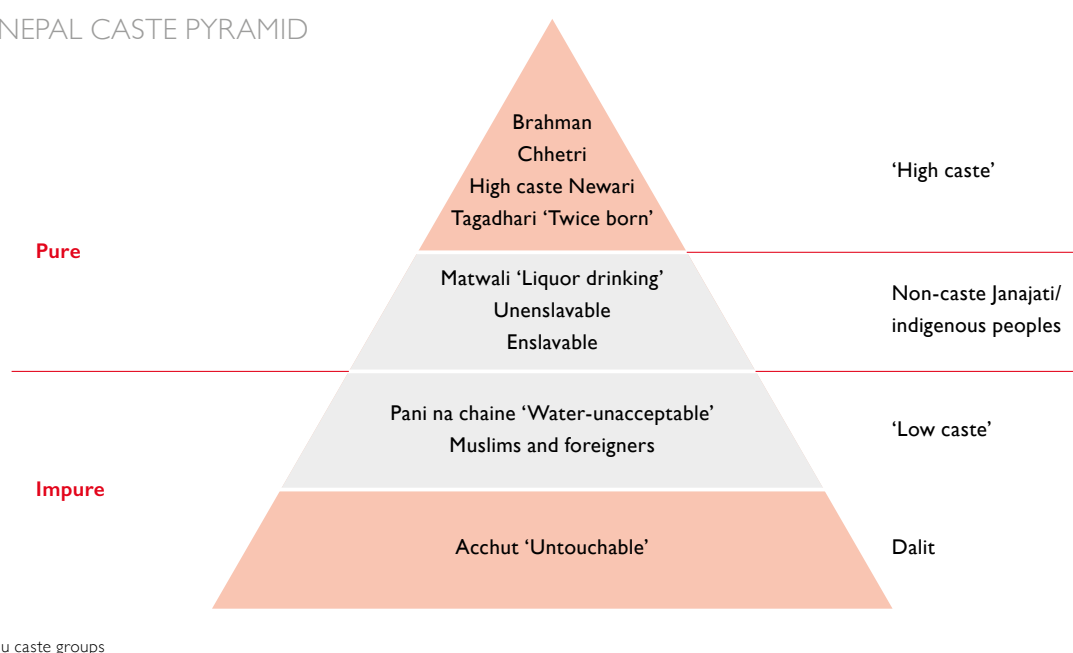 NEPAL CASTE PYRAMID
Brahman
Chhetri
High caste Newari
Tagadhari ‘Twice born’
‘High caste’
Pure
Matwali ‘Liquor drinking’
Unenslavable
Enslavable
Non-caste Janajati/
indigenous peoples
Pani na chaine ‘Water-unacceptable’
Muslims and foreigners
‘Low caste’
Impure
Acchut ‘Untouchable’
Dalit
u caste groups